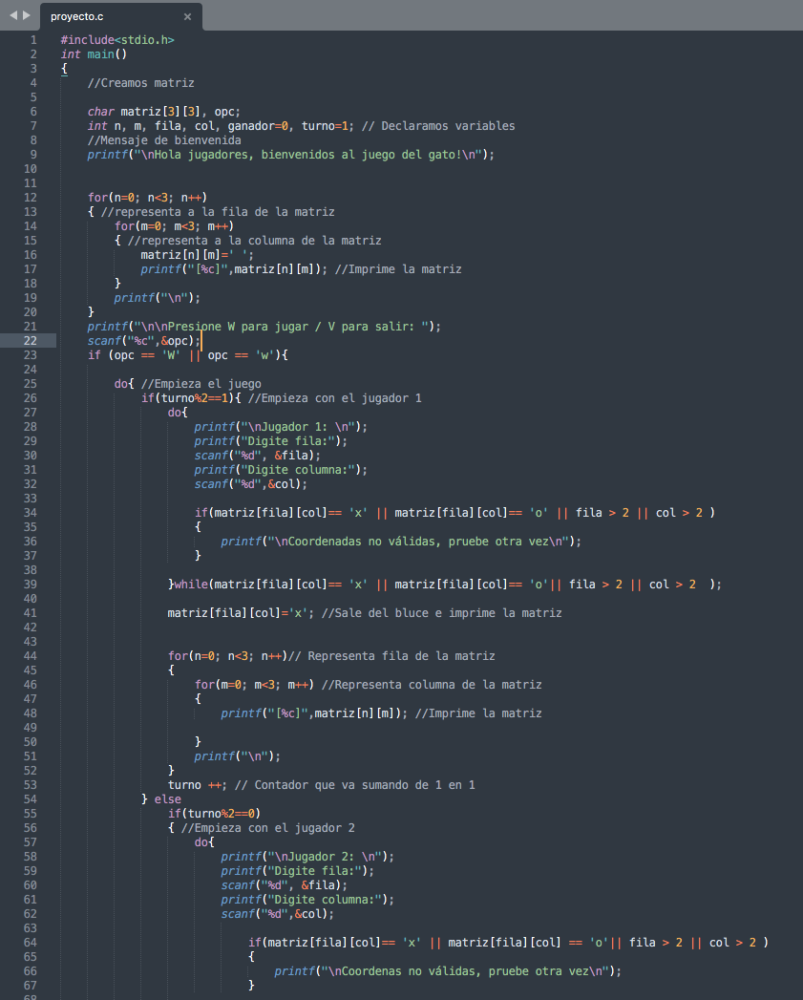 proyecto.c
1 #include<stdio.h>
2 int main()
3 {
4 //Creamos matriz
5
6 char matriz[3][3], opc;
7 int n, m, fila, col, ganador=0, turno=1; // Declaramos variables
8 //Mensaje de bienvenida
9 printf("\nHola jugadores, bienvenidos al juego del gato!\n");
10
11
12 for(n=0; n<3; n++)
13 { //representa a la fila de la matriz
14 for(m=0; m<3; m++)
15 { //representa a la columna de la matriz
16 matriz[n][m]=' ';
17 printf("[%c]",matriz[n][m]); //Imprime la matriz
18 }
19 printf("\n");
20 }
21 printf("\n\nPresione W para jugar / V para salir: ");
22 scanf("%c",&opc);
23 if (opc == 'W' || opc == 'w'){
24
25 do{ //Empieza el juego
26 if(turno%2==1){ //Empieza con el jugador 1
27 do{
28 printf("\nJugador 1: \n");
29 printf("Digite fila:");
30 scanf("%d", &fila);
31 printf("Digite columna:");
32 scanf("%d",&col);
33
34 if(matriz[fila][col]== 'x' || matriz[fila][col]== 'o' || fila > 2 || col > 2 )
35 {
36 printf("\nCoordenadas no válidas, pruebe otra vez\n");
37 }
38
39 }while(matriz[fila][col]== 'x' || matriz[fila][col]== 'o'|| fila > 2 || col > 2  );
40
41 matriz[fila][col]='x'; //Sale del bluce e imprime la matriz
42
43
44 for(n=0; n<3; n++)// Representa fila de la matriz
45 {
46 for(m=0; m<3; m++) //Representa columna de la matriz
47 {
48 printf("[%c]",matriz[n][m]); //Imprime la matriz
49
50 }
51 printf("\n");
52 }
53 turno ++; // Contador que va sumando de 1 en 1
54 } else
55 if(turno%2==0)
56 { //Empieza con el jugador 2
57 do{
58 printf("\nJugador 2: \n");
59 printf("Digite fila:");
60 scanf("%d", &fila);
61 printf("Digite columna:");
62 scanf("%d",&col);
63
64 if(matriz[fila][col]== 'x' || matriz[fila][col] == 'o'|| fila > 2 || col > 2 )
65 {
66 printf("\nCoordenas no válidas, pruebe otra vez\n");
67 }
68